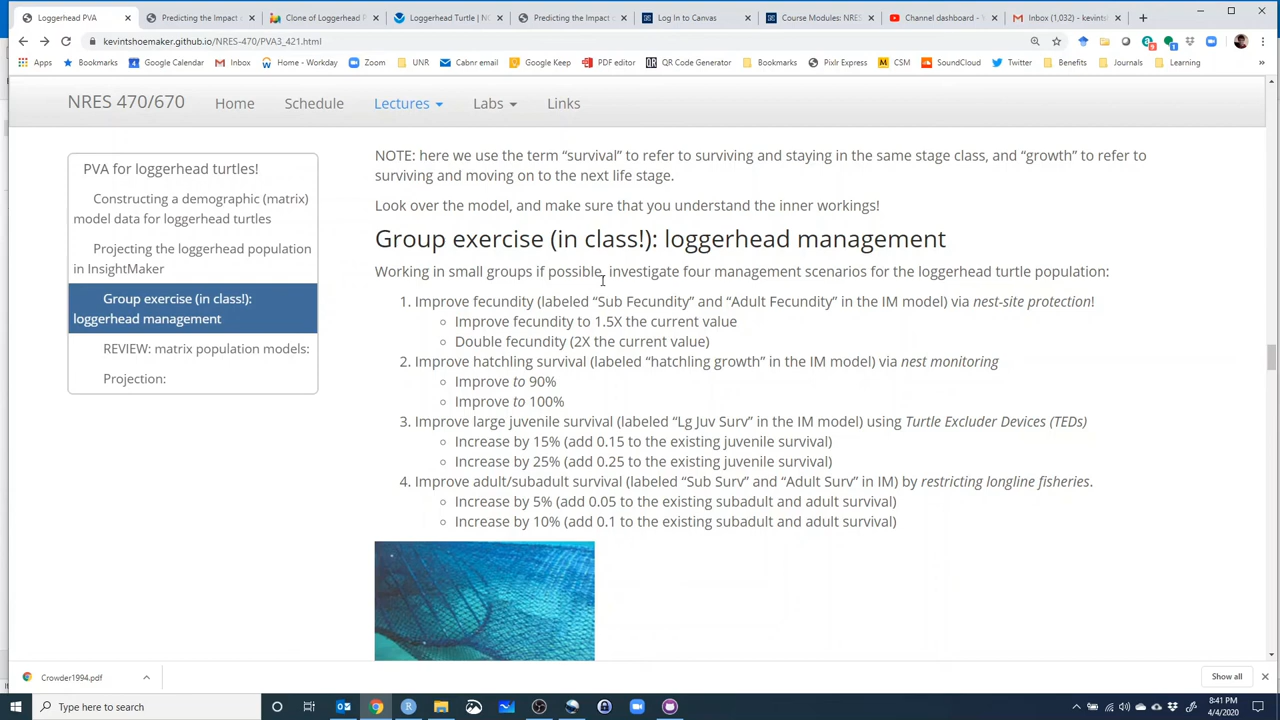 Loggerhead PVA
Predicting the Impact o
Clone of Loggerhead P
Loggerhead Turtle | N
Predicting the Impact
Log In to Canvas
Course Modules: NRES
Channel dashboard - Y
Inbox (1,032) - kevints
kevintshoemaker.github.io/NRES-470/PVA3_421.html
Apps Bookmarks Google Calendar Inbox Home - Workday Zoom UNR Cabnr email Google Keep PDF editor QR Code Generator Bookmarks Pixlr Express CSM SoundCloud Twitter Benefits Journals Learning
NRES 470/670 Home Schedule Lectures Labs Links
PVA for loggerhead turtles!
Constructing a demographic (matrix)
model data for loggerhead turtles
Projecting the loggerhead population
in InsightMaker
Group exercise (in class!):
loggerhead management
REVIEW: matrix population models:
Projection:
NOTE: here we use the term “survival” to refer to surviving and staying in the same stage class, and “growth” to refer to
surviving and moving on to the next life stage.
Look over the model, and make sure that you understand the inner workings!
Group exercise (in class!): loggerhead management
Working in small groups if possible, investigate four management scenarios for the loggerhead turtle population:
1. Improve fecundity (labeled “Sub Fecundity” and “Adult Fecundity” in the IM model) via nest-site protection!
Improve fecundity to 1.5X the current value
Double fecundity (2X the current value)
2. Improve hatchling survival (labeled “hatchling growth” in the IM model) via nest monitoring
Improve to 90%
Improve to 100%
3. Improve large juvenile survival (labeled “Lg Juv Surv” in the IM model) using Turtle Excluder Devices (TEDs)
Increase by 15% (add 0.15 to the existing juvenile survival)
Increase by 25% (add 0.25 to the existing juvenile survival)
4. Improve adult/subadult survival (labeled “Sub Surv” and “Adult Surv” in IM) by restricting longline fisheries.
Increase by 5% (add 0.05 to the existing subadult and adult survival)
Increase by 10% (add 0.1 to the existing subadult and adult survival)
Crowder1994.pdf
Show all
Type here to search
8:41 PM
4/4/2020